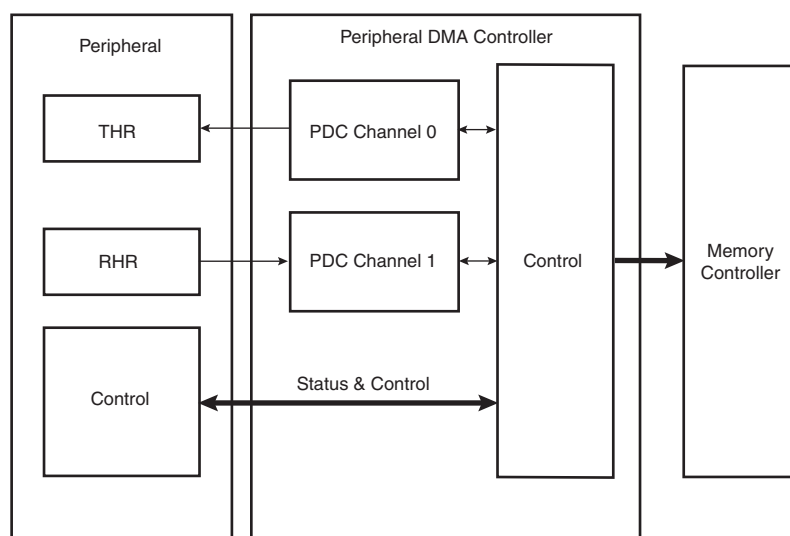 Peripheral
Peripheral DMA Controller
THR
PDC Channel 0
RHR
PDC Channel 1
Control
Memory
Controller
Control
Status & Control